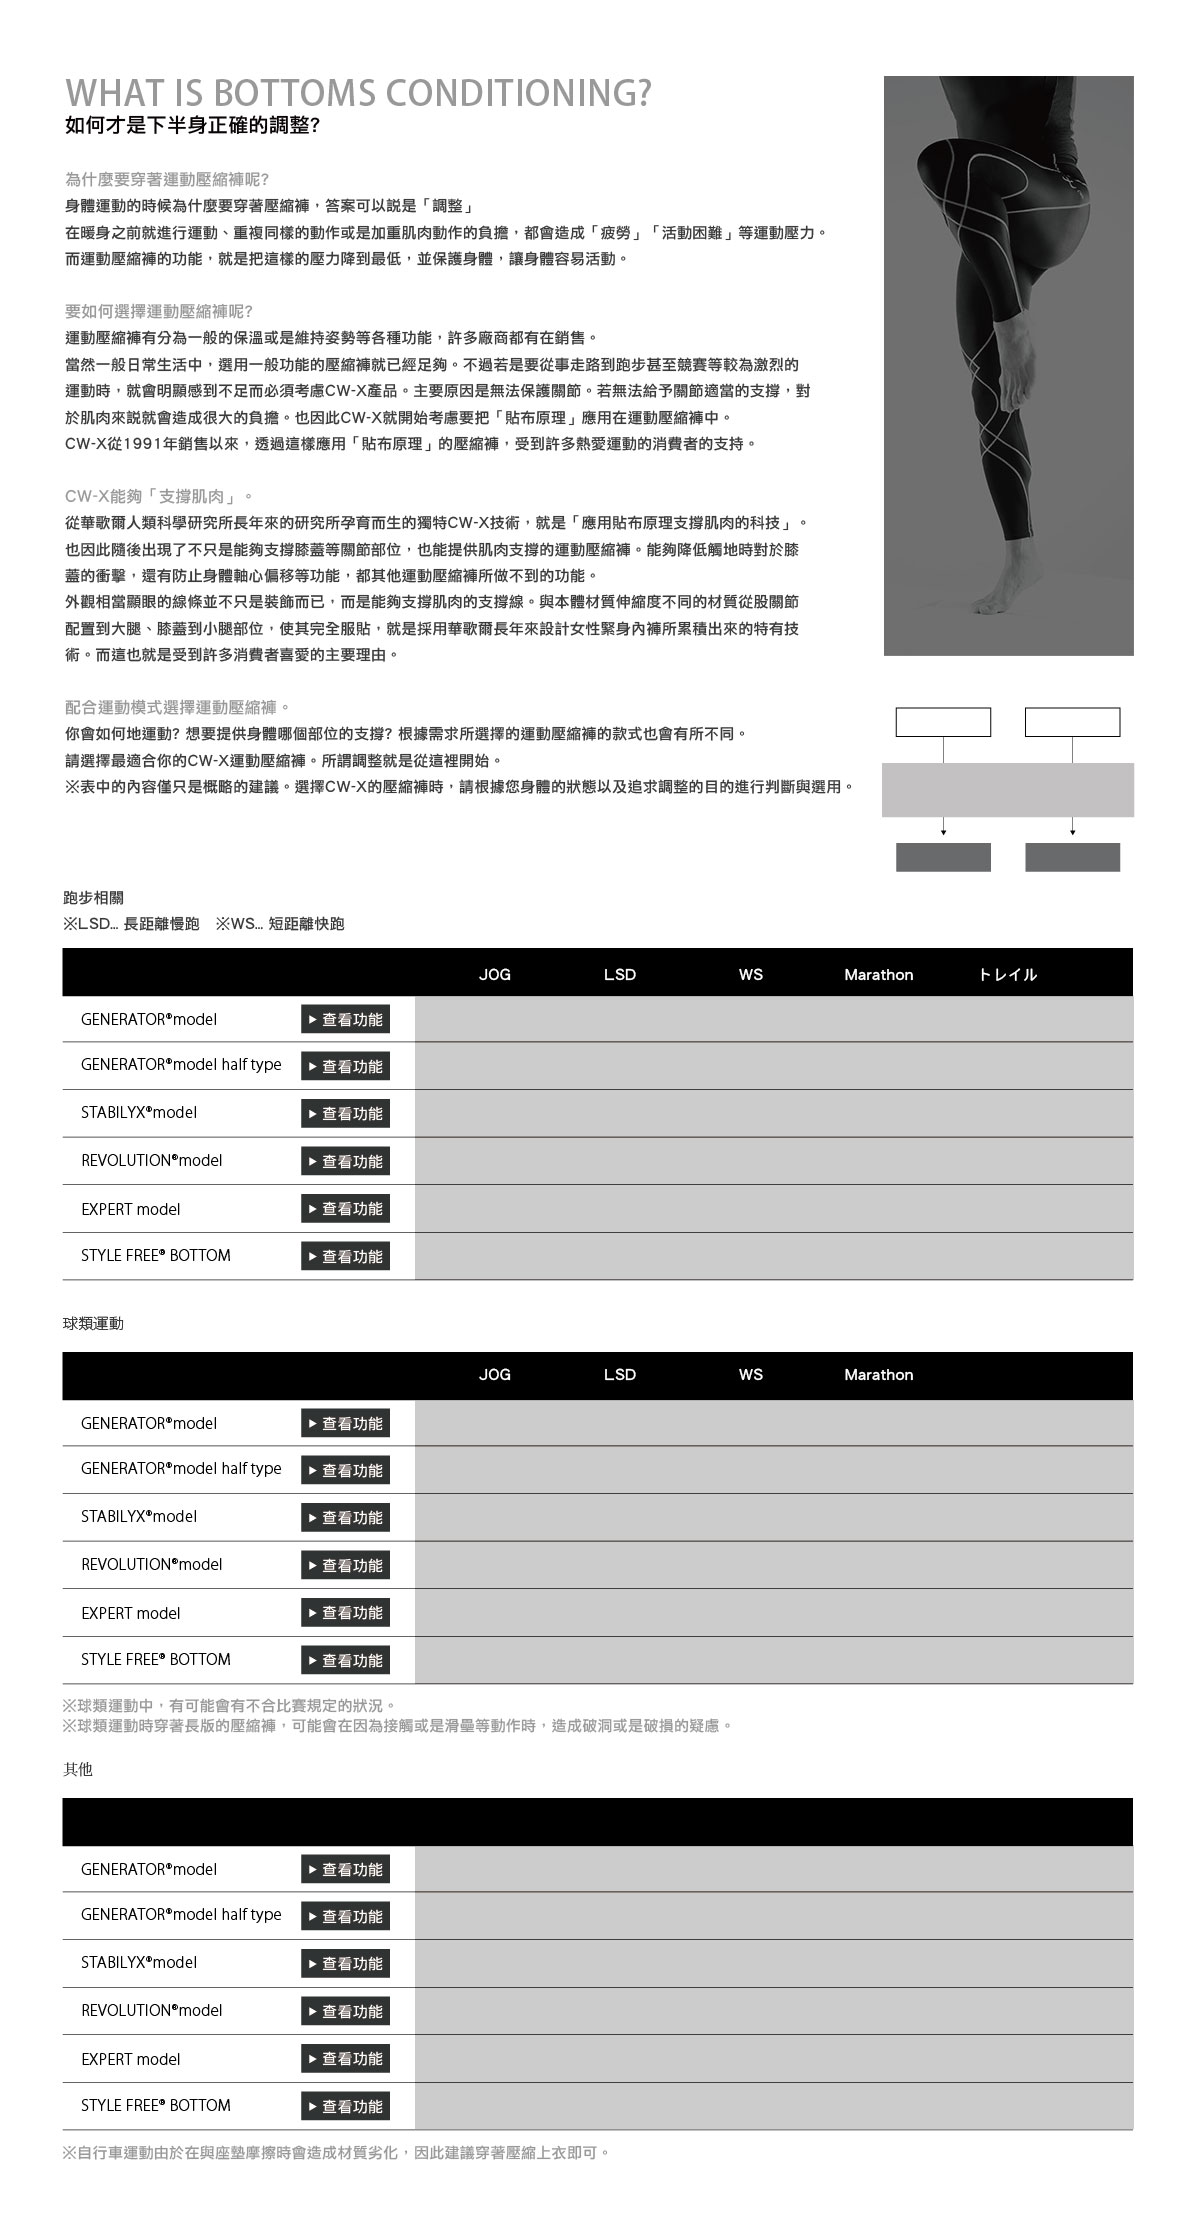 WHAT IS BOTTOMS CONDITIONING?
如何才是下半身正確的調整?
為什麼要穿著運動壓縮褲呢?
身體運動的時候為什麼要穿著壓縮褲，答案可以説是「調整」
在暖身之前就進行運動、重複同樣的動作或是加重肌肉動作的負擔，都會造成「疲勞」「活動困難」等運動壓力。
而運動壓縮褲的功能，就是把這樣的壓力降到最低，並保護身體，讓身體容易活動。
要如何選擇運動壓縮褲呢?
運動壓縮褲有分為一般的保溫或是維持姿勢等各種功能，許多廠商都有在銷售。
當然一般日常生活中，選用一般功能的壓縮褲就已經足夠。不過若是要從事走路到跑步甚至競賽等較為激烈的
運動時，就會明顯感到不足而必須考慮CW-X產品。主要原因是無法保護關節。若無法給予關節適當的支撐，對
於肌肉來説就會造成很大的負擔。也因此CW-X就開始考慮要把「貼布原理」應用在運動壓縮褲中。
CW-X從1991年銷售以來，透過這樣應用「貼布原理」的壓縮褲，受到許多熱愛運動的消費者的支持。
CW-X能夠「支撐肌肉」。
從華歌爾人類科學研究所長年來的研究所孕育而生的獨特CW-X技術，就是「應用貼布原理支撐肌肉的科技」。
也因此隨後出現了不只是能夠支撐膝蓋等關節部位，也能提供肌肉支撐的運動壓縮褲。能夠降低觸地時對於膝
蓋的衝擊，還有防止身體軸心偏移等功能，都其他運動壓縮褲所做不到的功能。
外觀相當顯眼的線條並不只是裝飾而已，而是能夠支撐肌肉的支撐線。與本體材質伸縮度不同的材質從股關節
配置到大腿、膝蓋到小腿部位，使其完全服貼，就是採用華歌爾長年來設計女性緊身內褲所累積出來的特有技
術。而這也就是受到許多消費者喜愛的主要理由。
配合運動模式選擇運動壓縮褲。
你會如何地運動? 想要提供身體哪個部位的支撐? 根據需求所選擇的運動壓縮褲的款式也會有所不同。
請選擇最適合你的CW-X運動壓縮褲。所謂調整就是從這裡開始。
※表中的內容僅只是概略的建議。選擇CW-X的壓縮褲時，請根據您身體的狀態以及追求調整的目的進行判斷與選用。
跑步相關
※LSD... 長距離慢跑　※WS... 短距離快跑
JOG LSD WS Marathon トレイル
GENERATOR®model ▶ 查看功能
GENERATOR®model half type ▶ 查看功能
STABILYX®model ▶ 查看功能
REVOLUTION®model ▶ 查看功能
EXPERT model ▶ 查看功能
STYLE FREE® BOTTOM ▶ 查看功能
球類運動
JOG LSD WS Marathon
GENERATOR®model ▶ 查看功能
GENERATOR®model half type ▶ 查看功能
STABILYX®model ▶ 查看功能
REVOLUTION®model ▶ 查看功能
EXPERT model ▶ 查看功能
STYLE FREE® BOTTOM ▶ 查看功能
※球類運動中，有可能會有不合比賽規定的狀況。
※球類運動時穿著長版的壓縮褲，可能會在因為接觸或是滑壘等動作時，造成破洞或是破損的疑慮。
其他
GENERATOR®model ▶ 查看功能
GENERATOR®model half type ▶ 查看功能
STABILYX®model ▶ 查看功能
REVOLUTION®model ▶ 查看功能
EXPERT model ▶ 查看功能
STYLE FREE® BOTTOM ▶ 查看功能
※自行車運動由於在與座墊摩擦時會造成材質劣化，因此建議穿著壓縮上衣即可。